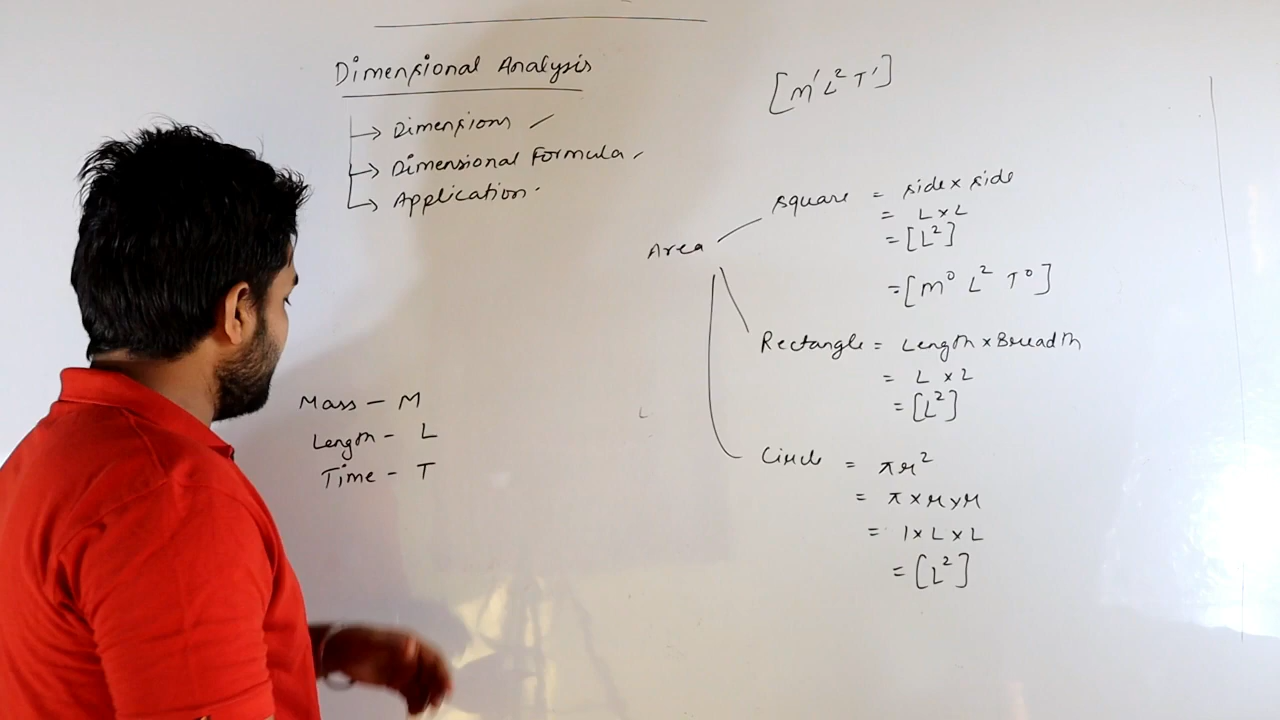 Dimensional Analysis
→ Dimensions
→ Dimensional Formula
→ Application
Mass - M
Length - L
Time - T
[M¹ L² T¹]
Area
Square = side × side
= L × L
= [L²]
= [M⁰ L² T⁰]
Rectangle = Length × Breadth
= L × L
= [L²]
Circle = πr²
= π × r × r
= 1 × L × L
= [L²]